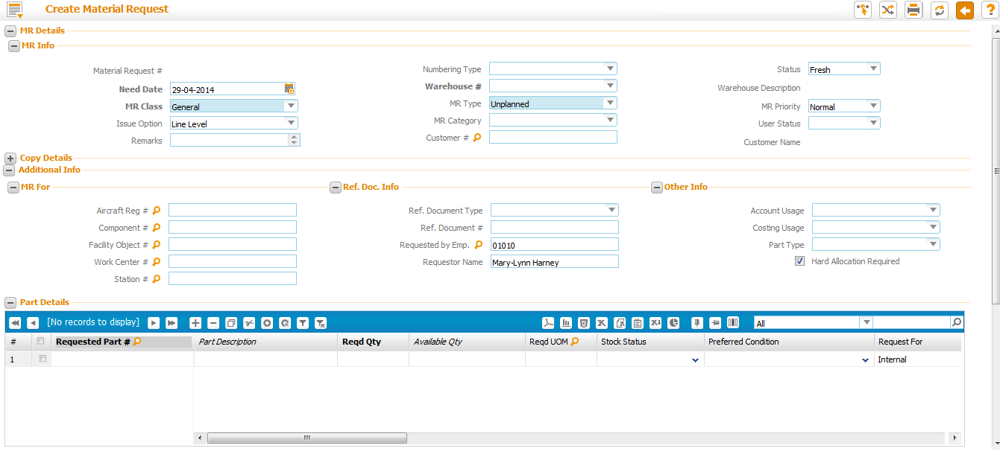 Create Material Request
?
MR Details
MR Info
Material Request #
Numbering Type
Status Fresh
Need Date 29-04-2014
Warehouse #
Warehouse Description
MR Class General
MR Type Unplanned
MR Priority Normal
Issue Option Line Level
MR Category
User Status
Remarks
Customer #
Customer Name
Copy Details
Additional Info
MR For
Ref. Doc. Info
Other Info
Aircraft Reg #
Ref. Document Type
Account Usage
Component #
Ref. Document #
Costing Usage
Facility Object #
Requested by Emp. 01010
Part Type
Work Center #
Requestor Name Mary-Lynn Harney
Hard Allocation Required
Station #
Part Details
[No records to display]
All
# Requested Part # Part Description Reqd Qty Available Qty Reqd UOM Stock Status Preferred Condition Request For
1 Internal